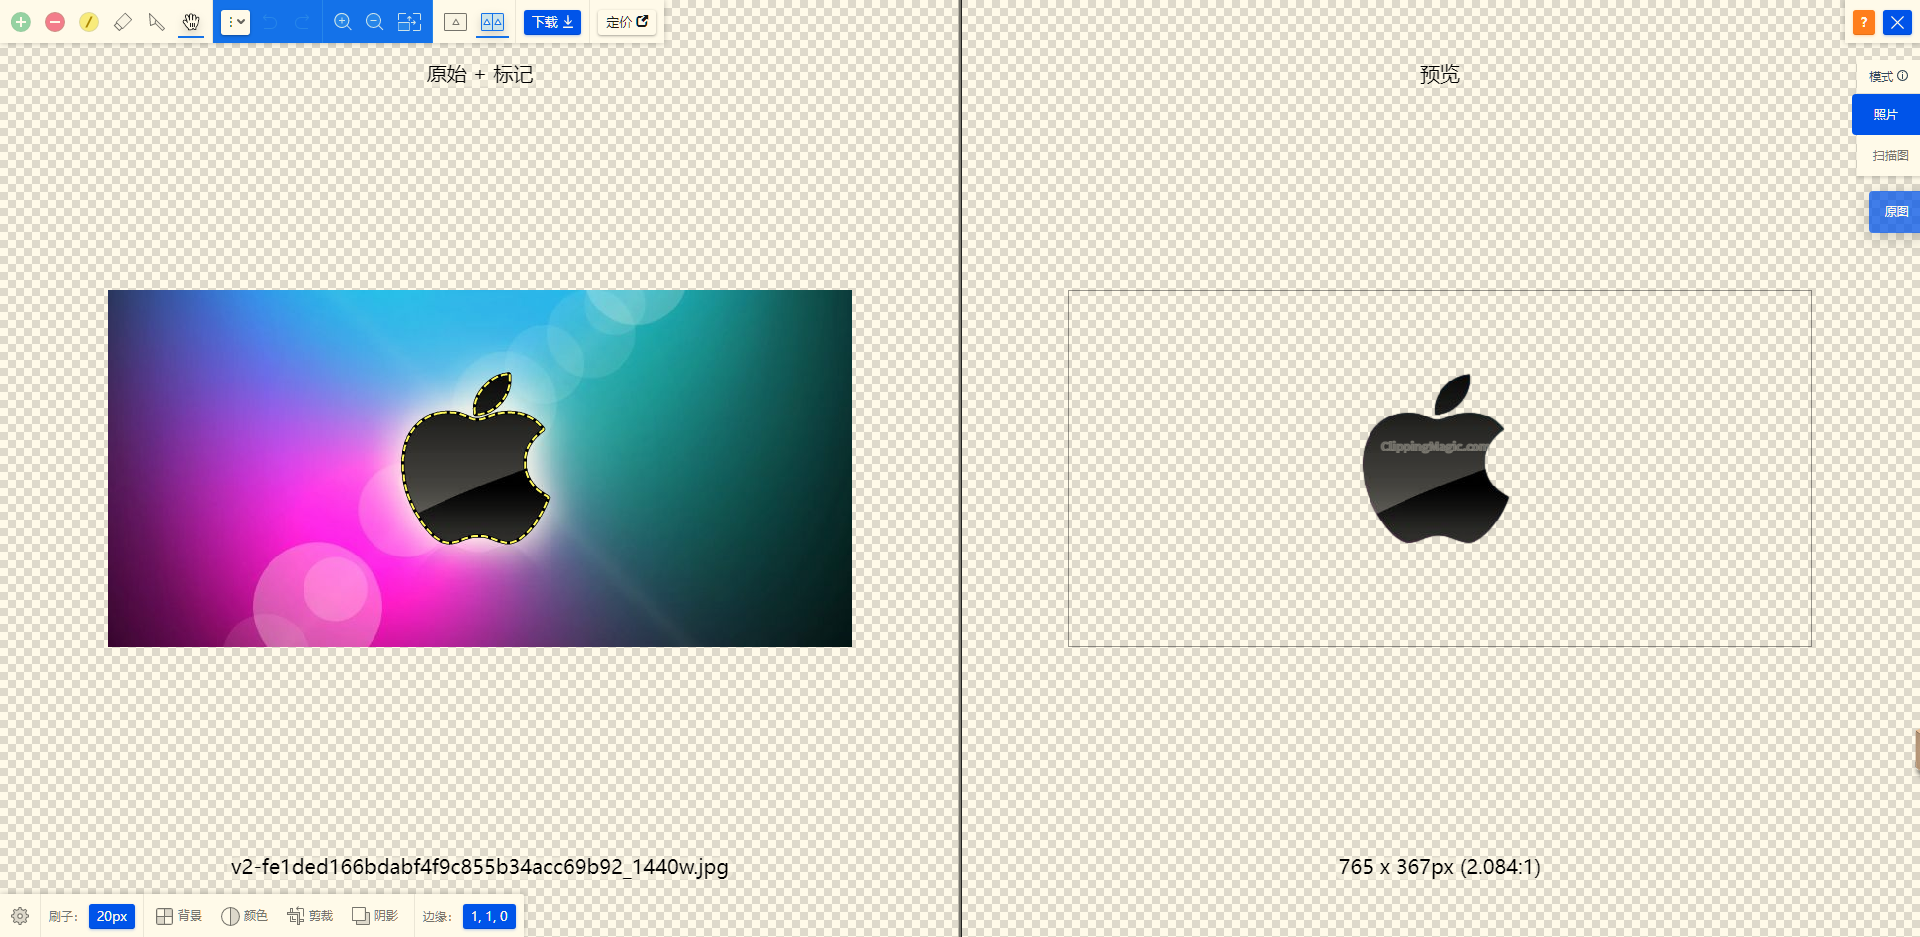 下载
定价
?
原始 + 标记
预览
模式
照片
扫描图
原图
ClippingMagic.com
v2-fe1ded166bdabf4f9c855b34acc69b92_1440w.jpg
765 x 367px (2.084:1)
刷子: 20px
背景
颜色
剪裁
阴影
边缘: 1, 1, 0